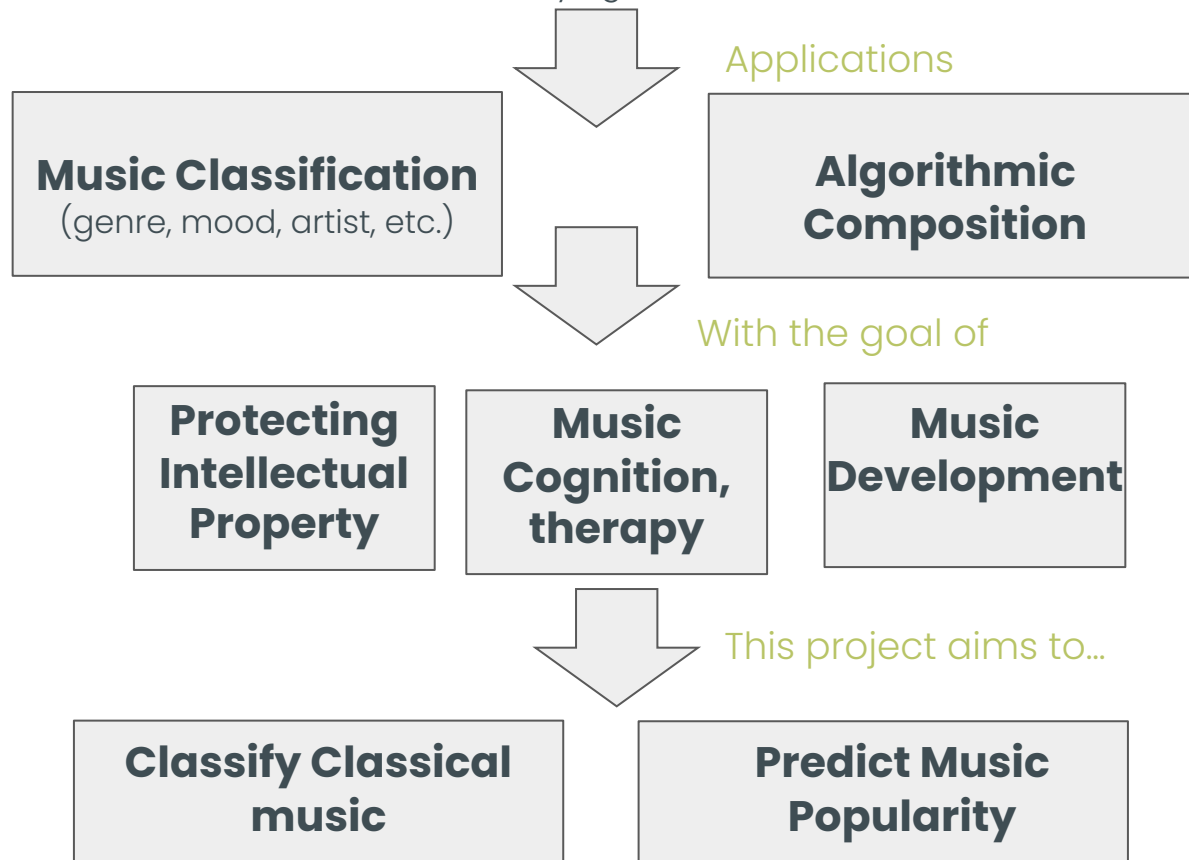 Applications
Music Classification
(genre, mood, artist, etc.)
Algorithmic
Composition
With the goal of
Protecting
Intellectual
Property
Music
Cognition,
therapy
Music
Development
This project aims to...
Classify Classical
music
Predict Music
Popularity